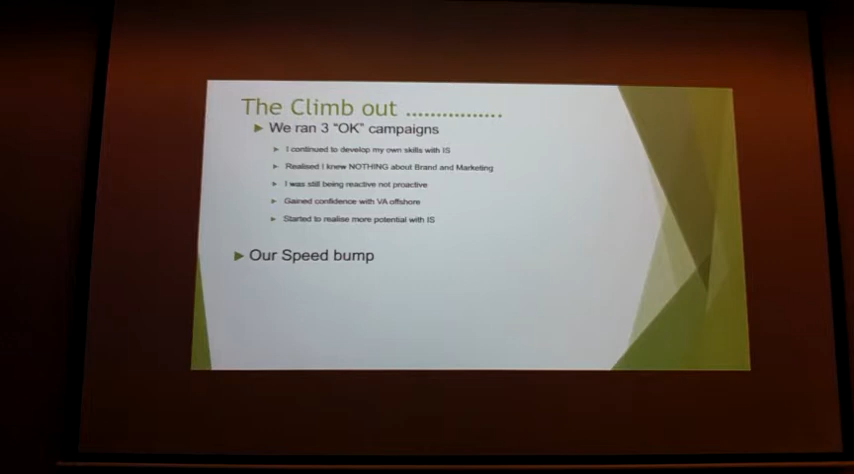 The Climb out ................
We ran 3 "OK" campaigns
I continued to develop my own skills with IS
Realised I knew NOTHING about Brand and Marketing
I was still being reactive not proactive
Gained confidence with VA offshore
Started to realise more potential with IS
Our Speed bump